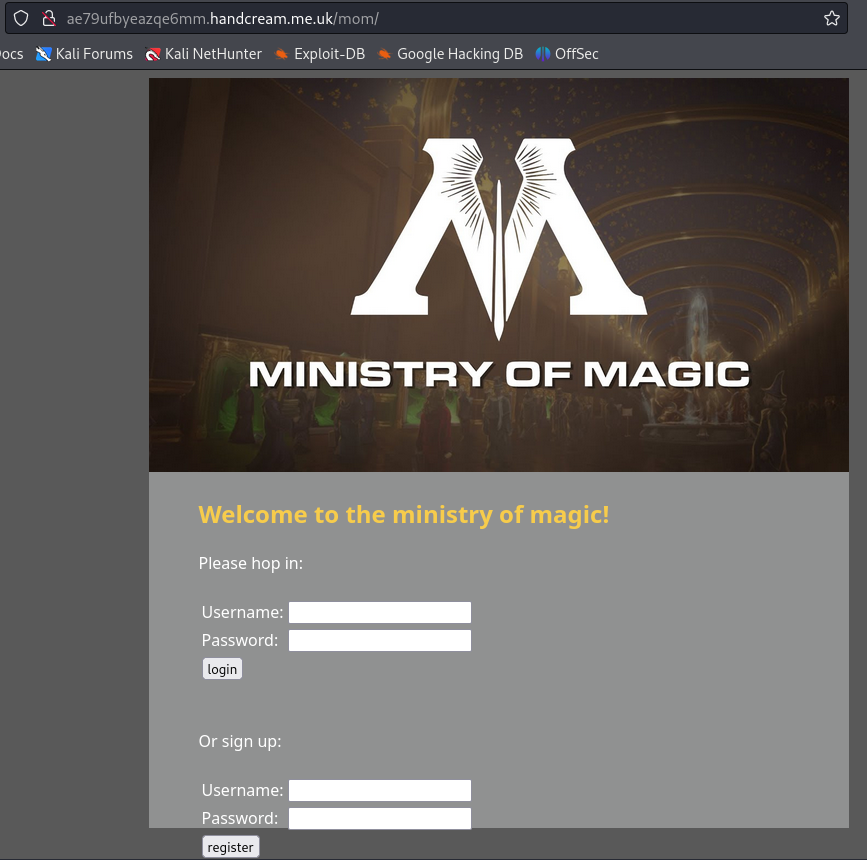 ae79ufbyeazqe6mm.handcream.me.uk/mom/
ocs Kali Forums Kali NetHunter Exploit-DB Google Hacking DB OffSec
M
MINISTRY OF MAGIC
Welcome to the ministry of magic!
Please hop in:
Username:
Password:
login
Or sign up:
Username:
Password:
register